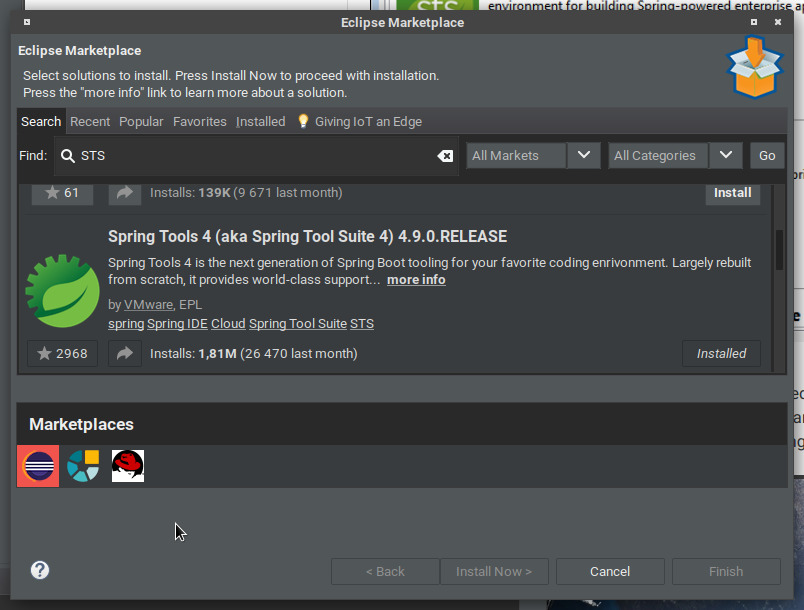 environment for building Spring-powered enterprise
Eclipse Marketplace
Eclipse Marketplace
Select solutions to install. Press Install Now to proceed with installation.
Press the "more info" link to learn more about a solution.
Search Recent Popular Favorites Installed Giving IoT an Edge
Find: STS All Markets All Categories Go
61 Installs: 139K (9 671 last month) Install
Spring Tools 4 (aka Spring Tool Suite 4) 4.9.0.RELEASE
Spring Tools 4 is the next generation of Spring Boot tooling for your favorite coding enrivonment. Largely rebuilt
from scratch, it provides world-class support... more info
by VMware, EPL
spring Spring IDE Cloud Spring Tool Suite STS
2968 Installs: 1,81M (26 470 last month) Installed
Marketplaces
? < Back Install Now > Cancel Finish